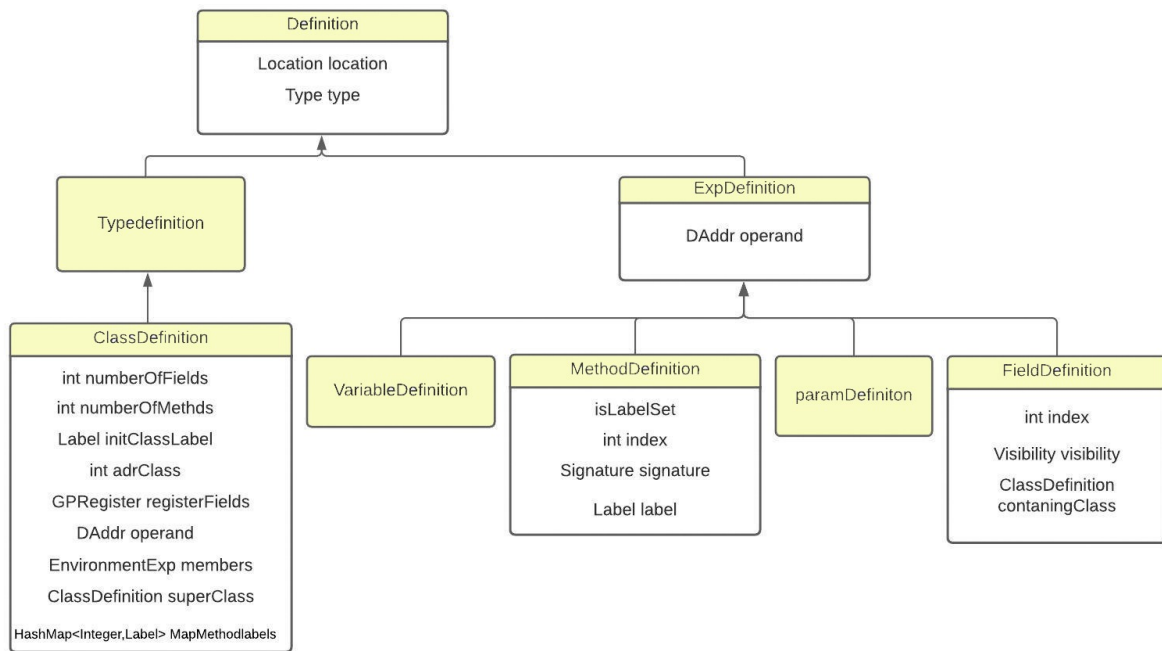 Definition
Location location
Type type
Typedefinition
ExpDefinition
DAddr operand
ClassDefinition
int numberOfFields
int numberOfMethds
Label initClassLabel
int adrClass
GPRegister registerFields
DAddr operand
EnvironmentExp members
ClassDefinition superClass
HashMap<Integer,Label> MapMethodlabels
VariableDefinition
MethodDefinition
isLabelSet
int index
Signature signature
Label label
paramDefiniton
FieldDefinition
int index
Visibility visibility
ClassDefinition
contaningClass